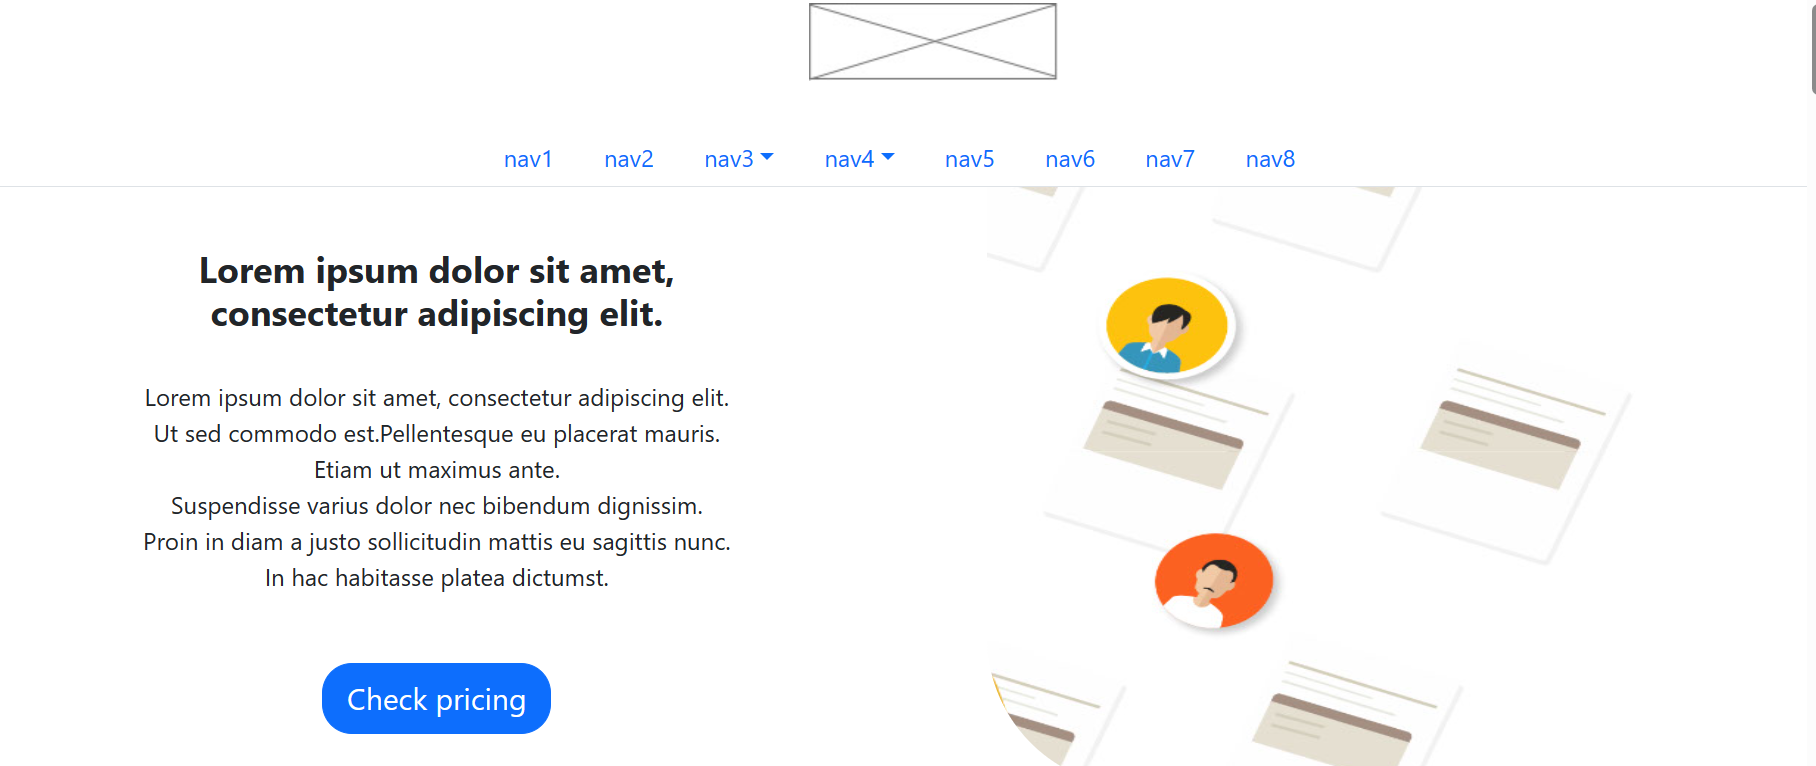 nav1 nav2 nav3 nav4 nav5 nav6 nav7 nav8
Lorem ipsum dolor sit amet,
consectetur adipiscing elit.
Lorem ipsum dolor sit amet, consectetur adipiscing elit.
Ut sed commodo est.Pellentesque eu placerat mauris.
Etiam ut maximus ante.
Suspendisse varius dolor nec bibendum dignissim.
Proin in diam a justo sollicitudin mattis eu sagittis nunc.
In hac habitasse platea dictumst.
Check pricing